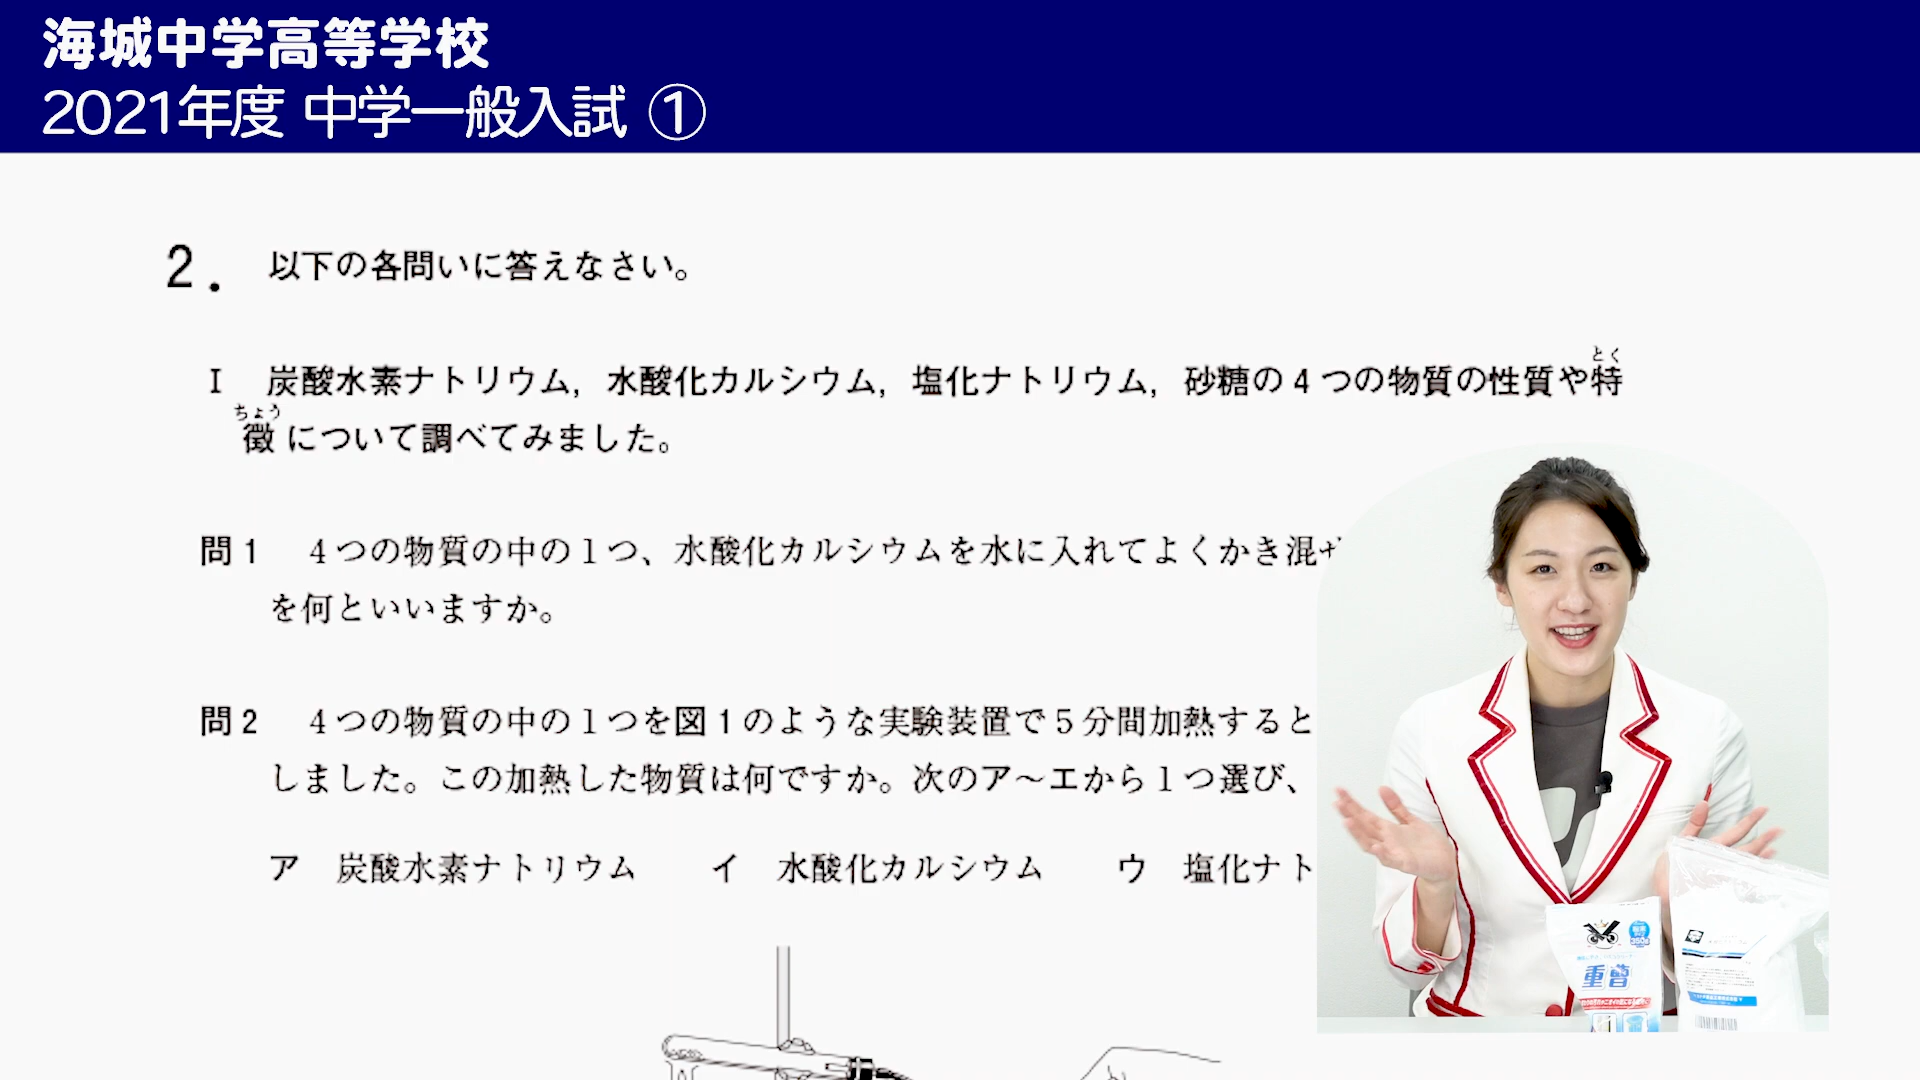 海城中学高等学校
2021年度 中学一般入試 ①
2. 以下の各問いに答えなさい。
とく
I 炭酸水素ナトリウム，水酸化カルシウム，塩化ナトリウム，砂糖の4つの物質の性質や特
ちょう
徴について調べてみました。
問1 4つの物質の中の1つ、水酸化カルシウムを水に入れてよくかき混
を何といいますか。
問2 4つの物質の中の1つを図1のような実験装置で5分間加熱すると
しました。この加熱した物質は何ですか。次のア～エから1つ選び、
ア 炭酸水素ナトリウム イ 水酸化カルシウム ウ 塩化ナト
重曹